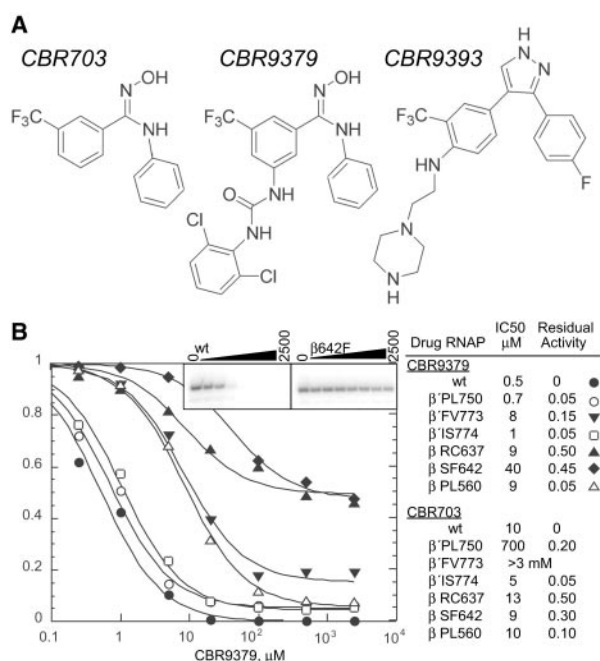 A
CBR703
CBR9379
CBR9393
N OH
F3C
NH
N OH
F3C
NH
O
NH
NH
Cl
Cl
H
N
N
F3C
HN
F
N
N
H
B
0
wt
2500
0
β642F
2500
1
0.8
0.6
0.4
0.2
0
0.1
1
10
100
1000
10^4
CBR9379, μM
Drug RNAP IC50 μM Residual Activity
CBR9379
wt 0.5 0
β'PL750 0.7 0.05
β'FV773 8 0.15
β'IS774 1 0.05
β RC637 9 0.50
β SF642 40 0.45
β PL560 9 0.05
CBR703
wt 10 0
β'PL750 700 0.20
β'FV773 >3 mM
β'IS774 5 0.05
β RC637 13 0.50
β SF642 9 0.30
β PL560 10 0.10